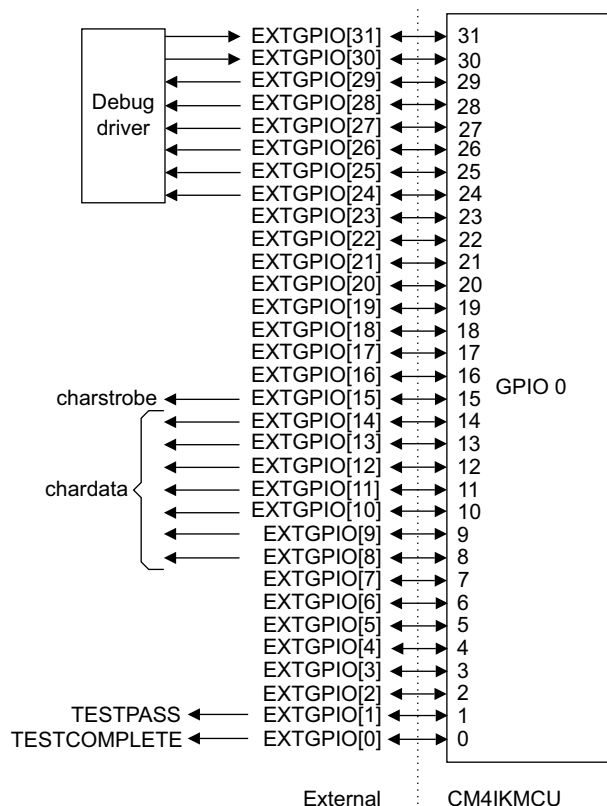 EXTGPIO[31] 31
EXTGPIO[30] 30
EXTGPIO[29] 29
Debug
driver
EXTGPIO[28] 28
EXTGPIO[27] 27
EXTGPIO[26] 26
EXTGPIO[25] 25
EXTGPIO[24] 24
EXTGPIO[23] 23
EXTGPIO[22] 22
EXTGPIO[21] 21
EXTGPIO[20] 20
EXTGPIO[19] 19
EXTGPIO[18] 18
EXTGPIO[17] 17
EXTGPIO[16] 16
GPIO 0
charstrobe EXTGPIO[15] 15
EXTGPIO[14] 14
EXTGPIO[13] 13
EXTGPIO[12] 12
chardata EXTGPIO[11] 11
EXTGPIO[10] 10
EXTGPIO[9] 9
EXTGPIO[8] 8
EXTGPIO[7] 7
EXTGPIO[6] 6
EXTGPIO[5] 5
EXTGPIO[4] 4
EXTGPIO[3] 3
EXTGPIO[2] 2
TESTPASS EXTGPIO[1] 1
TESTCOMPLETE EXTGPIO[0] 0
External CM4IKMCU